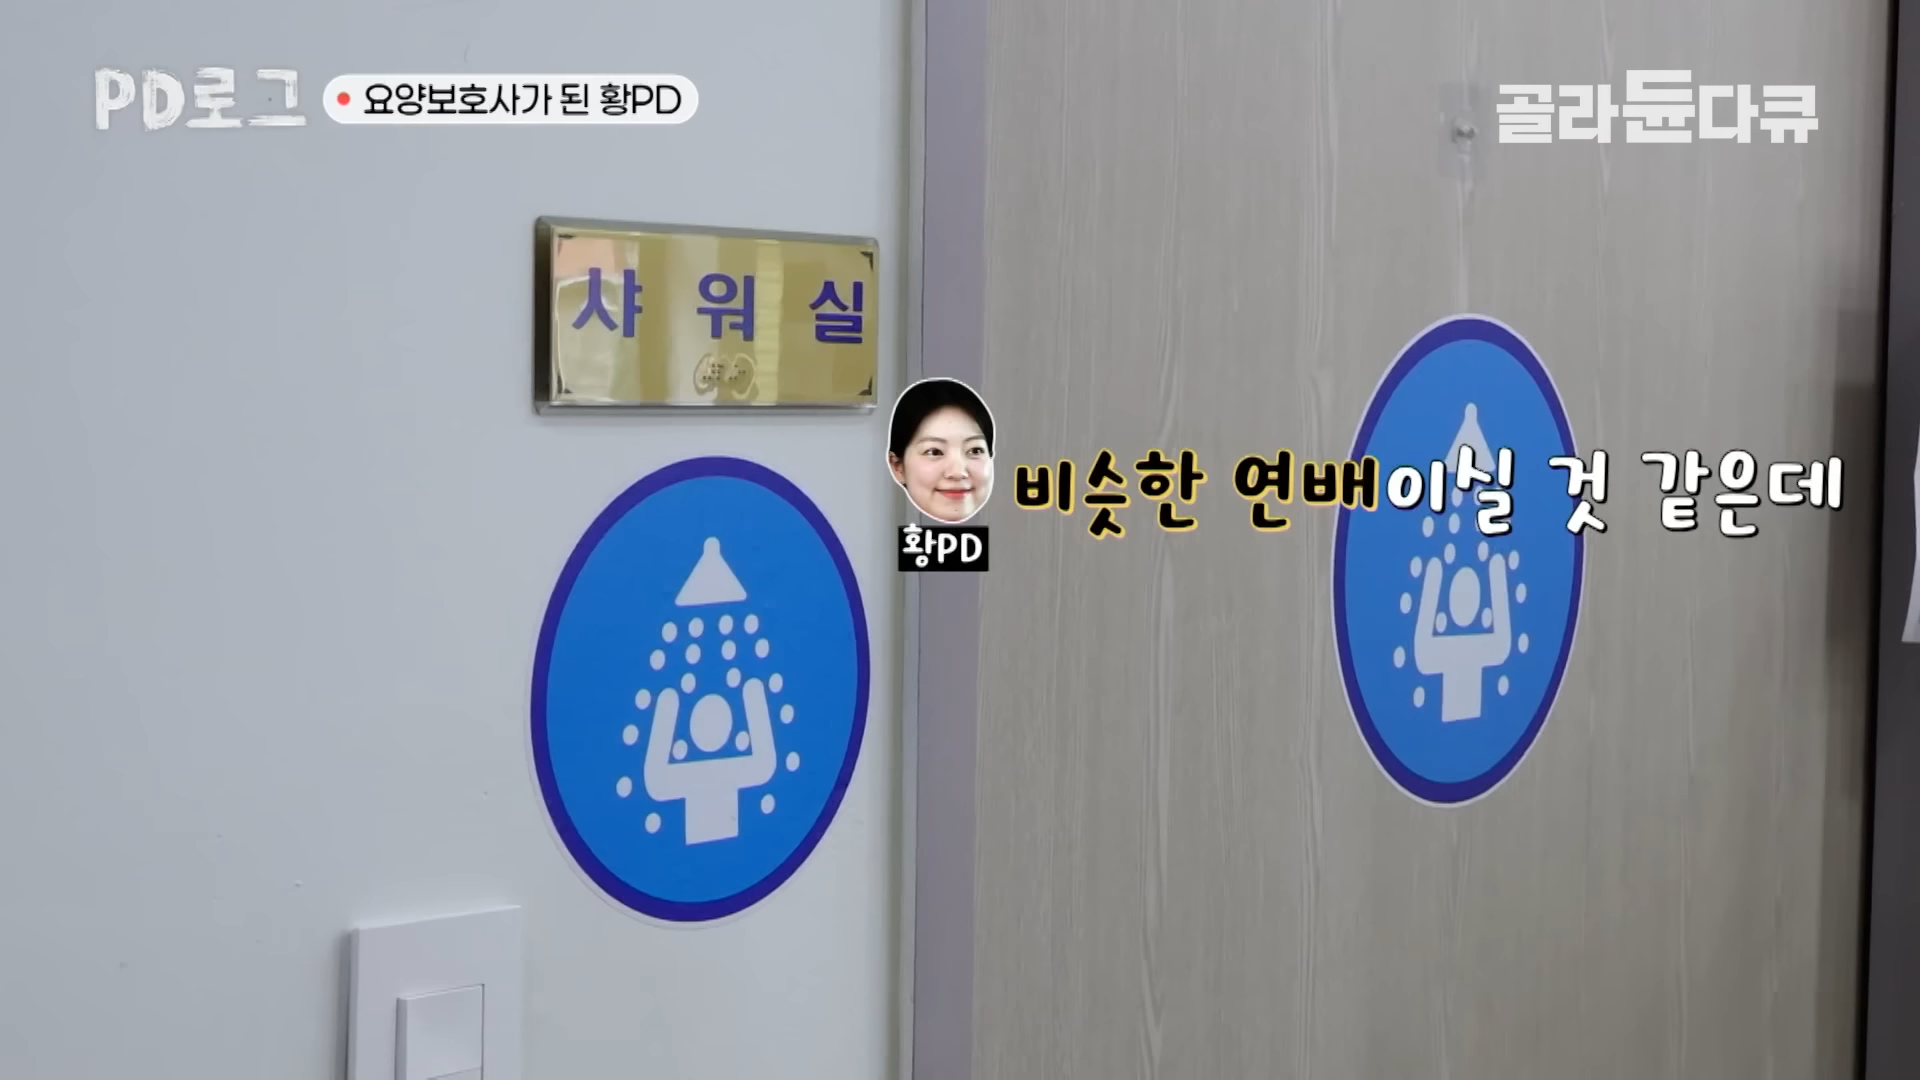 PD로그
요양보호사가 된 황PD
골라듄다큐
샤 워 실
비슷한 연배이실 것 같은데
황PD